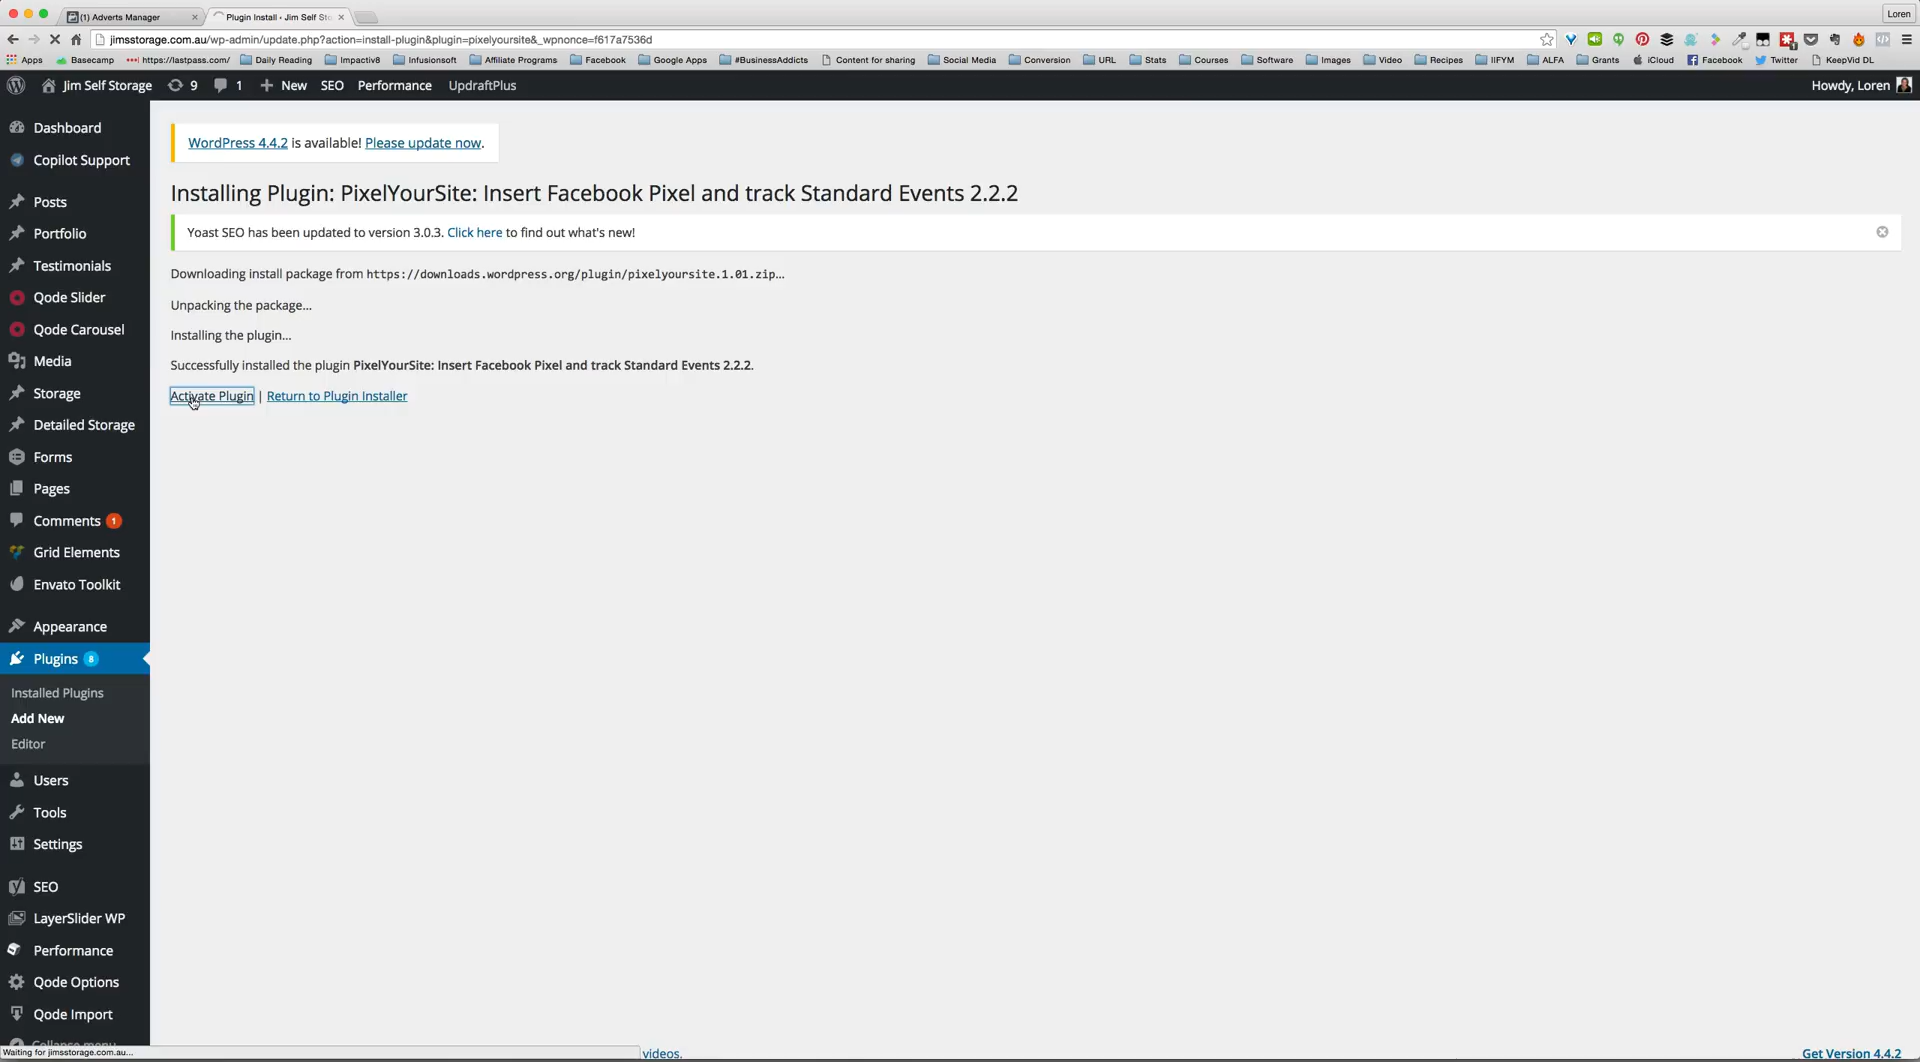 (1) Adverts Manager
Plugin Install ‹ Jim Self Sto
Loren
jimsstorage.com.au/wp-admin/update.php?action=install-plugin&plugin=pixelyoursite&_wpnonce=f617a7536d
Apps Basecamp https://lastpass.com/ Daily Reading Impactiv8 Infusionsoft Affiliate Programs Facebook Google Apps #BusinessAddicts Content for sharing Social Media Conversion URL Stats Courses Software Images Video Recipes IIFYM ALFA Grants iCloud Facebook Twitter KeepVid DL
Jim Self Storage 9 1 New SEO Performance UpdraftPlus Howdy, Loren
Dashboard
Copilot Support
Posts
Portfolio
Testimonials
Qode Slider
Qode Carousel
Media
Storage
Detailed Storage
Forms
Pages
Comments 1
Grid Elements
Envato Toolkit
Appearance
Plugins 8
Installed Plugins
Add New
Editor
Users
Tools
Settings
SEO
LayerSlider WP
Performance
Qode Options
Qode Import
Collapse menu
WordPress 4.4.2 is available! Please update now.
Installing Plugin: PixelYourSite: Insert Facebook Pixel and track Standard Events 2.2.2
Yoast SEO has been updated to version 3.0.3. Click here to find out what's new!
Downloading install package from https://downloads.wordpress.org/plugin/pixelyoursite.1.01.zip…
Unpacking the package…
Installing the plugin…
Successfully installed the plugin PixelYourSite: Insert Facebook Pixel and track Standard Events 2.2.2.
Activate Plugin | Return to Plugin Installer
Waiting for jimsstorage.com.au...
videos.
Get Version 4.4.2